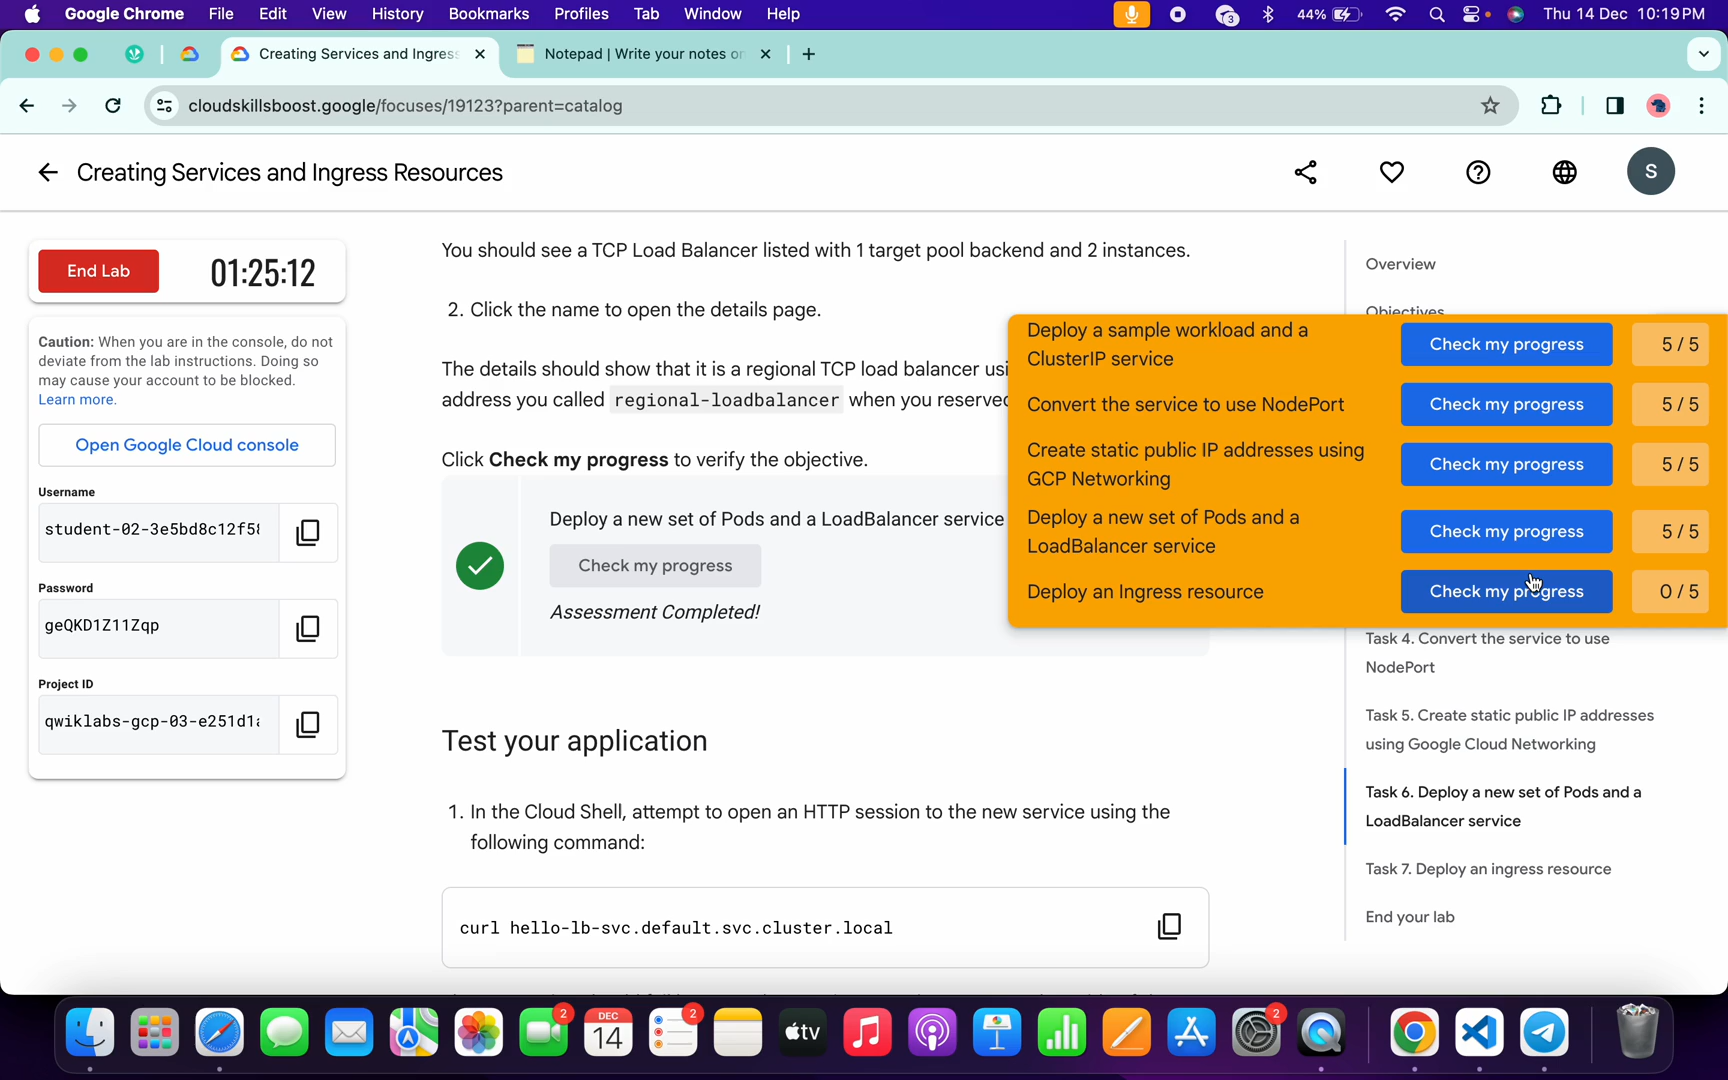 Google Chrome File Edit View History Bookmarks Profiles Tab Window Help 3 44% Thu 14 Dec 10:19 PM
Creating Services and Ingress Notepad | Write your notes on
cloudskillsboost.google/focuses/19123?parent=catalog
Creating Services and Ingress Resources
S
End Lab
01:25:12
Caution: When you are in the console, do not
deviate from the lab instructions. Doing so
may cause your account to be blocked.
Learn more.
Open Google Cloud console
Username
student-02-3e5bd8c12f5
Password
geQKD1Z11Zqp
Project ID
qwiklabs-gcp-03-e251d1
You should see a TCP Load Balancer listed with 1 target pool backend and 2 instances.
2. Click the name to open the details page.
The details should show that it is a regional TCP load balancer usi
address you called regional-loadbalancer when you reserved
Click Check my progress to verify the objective.
Deploy a new set of Pods and a LoadBalancer service
Check my progress
Assessment Completed!
Test your application
1. In the Cloud Shell, attempt to open an HTTP session to the new service using the
following command:
curl hello-lb-svc.default.svc.cluster.local
Overview
Objectives
Deploy a sample workload and a
ClusterIP service
Check my progress
5 / 5
Convert the service to use NodePort
Check my progress
5 / 5
Create static public IP addresses using
GCP Networking
Check my progress
5 / 5
Deploy a new set of Pods and a
LoadBalancer service
Check my progress
5 / 5
Deploy an Ingress resource
Check my progress
0 / 5
Task 4. Convert the service to use
NodePort
Task 5. Create static public IP addresses
using Google Cloud Networking
Task 6. Deploy a new set of Pods and a
LoadBalancer service
Task 7. Deploy an ingress resource
End your lab
2
DEC
14
2
tv
2